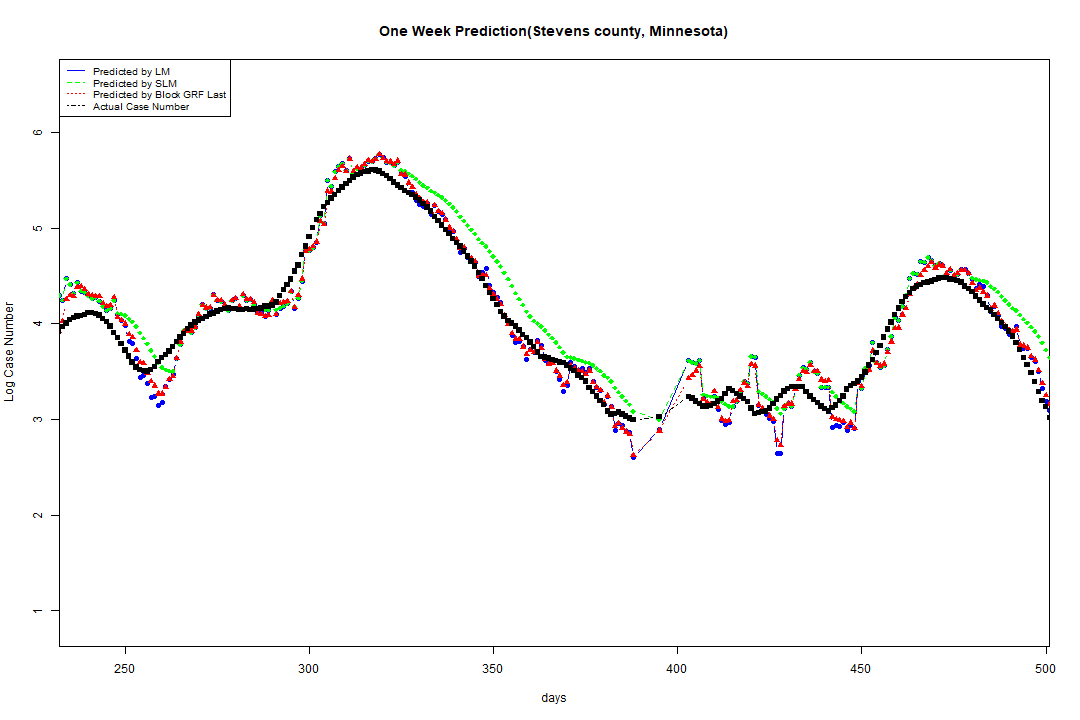 One Week Prediction(Stevens county, Minnesota)
Predicted by LM
Predicted by SLM
Predicted by Block GRF Last
Actual Case Number
Log Case Number
6
5
4
3
2
1
250 300 350 400 450 500
days